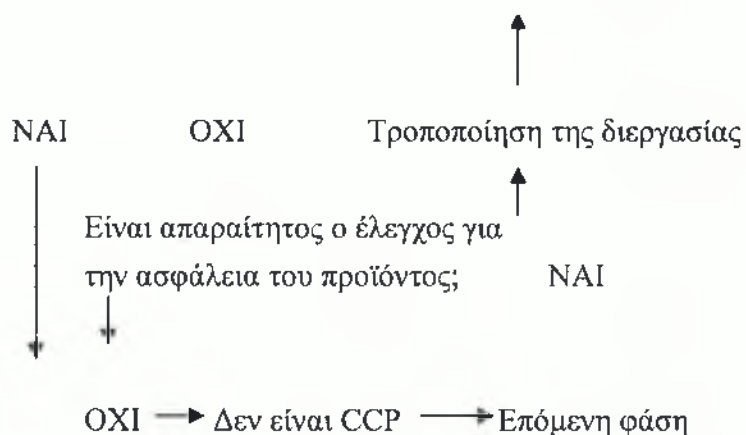 ΝΑΙ ΟΧΙ Τροποποίηση της διεργασίας
Είναι απαραίτητος ο έλεγχος για
την ασφάλεια του προϊόντος; ΝΑΙ
ΟΧΙ Δεν είναι CCP Επόμενη φάση